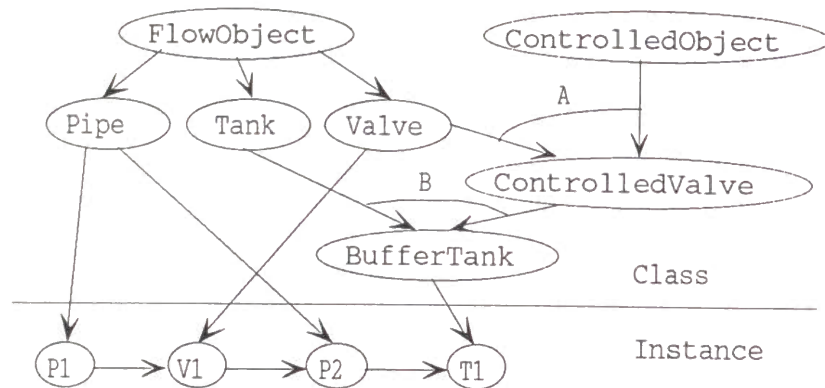 FlowObject
ControlledObject
A
Pipe
Tank
Valve
ControlledValve
B
BufferTank
Class
Instance
P1
V1
P2
T1